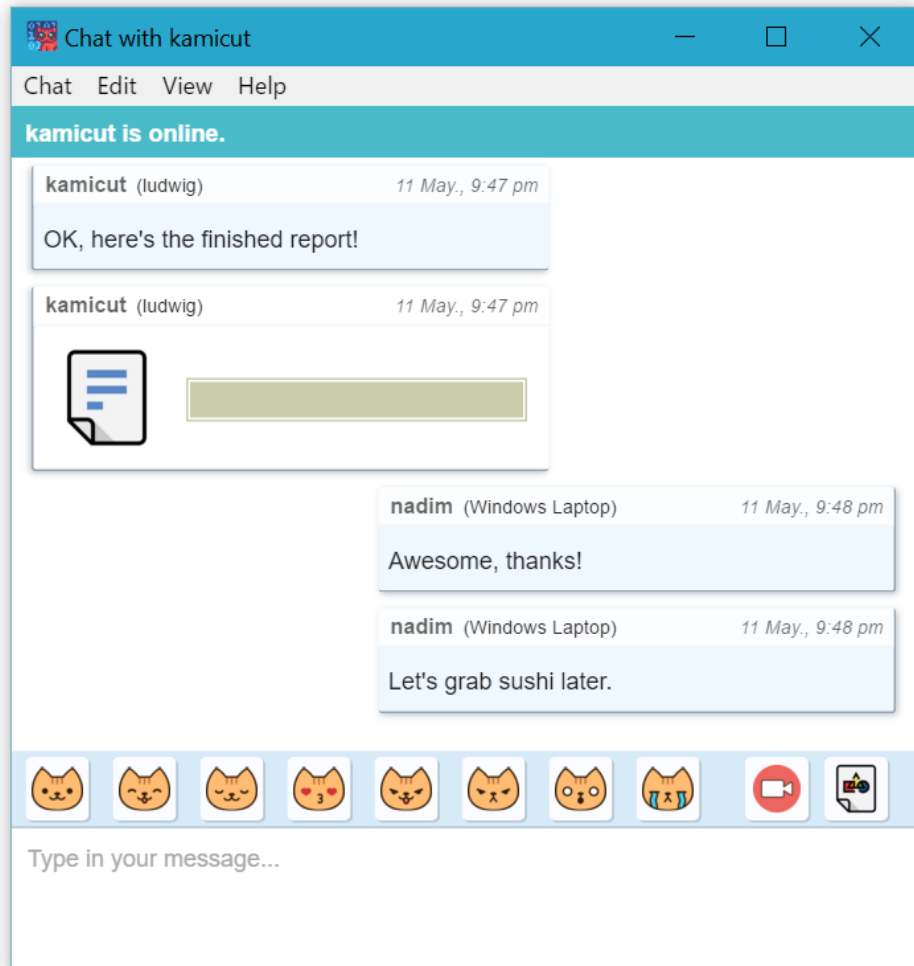 Chat with kamicut
Chat Edit View Help
kamicut is online.
kamicut (ludwig) 11 May., 9:47 pm
OK, here's the finished report!
kamicut (ludwig) 11 May., 9:47 pm
nadim (Windows Laptop) 11 May., 9:48 pm
Awesome, thanks!
nadim (Windows Laptop) 11 May., 9:48 pm
Let's grab sushi later.
Type in your message...